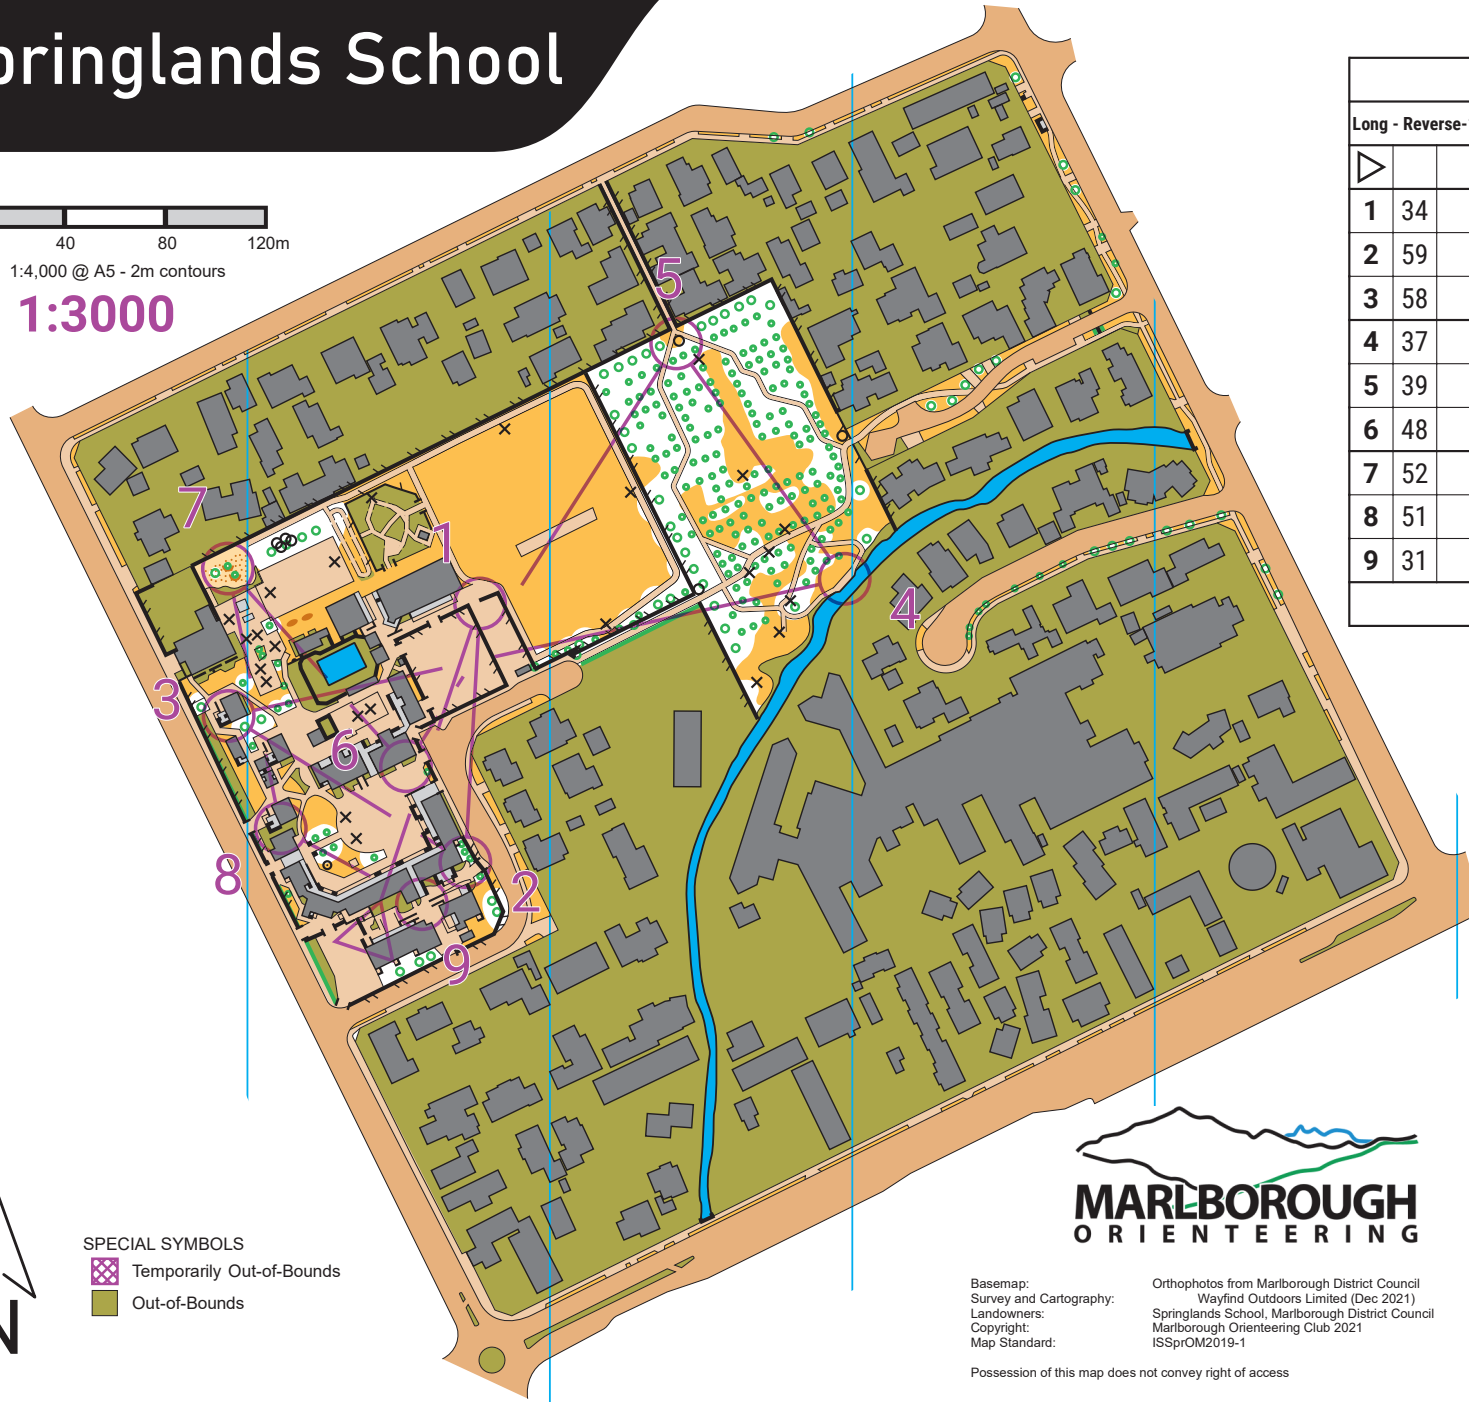 pringlands School
40 80 120m
1:4,000 @ A5 - 2m contours
1:3000
Long - Reverse-
1 34
2 59
3 58
4 37
5 39
6 48
7 52
8 51
9 31
5
7
1
4
3
6
8
2
9
SPECIAL SYMBOLS
Temporarily Out-of-Bounds
Out-of-Bounds
N
MARLBOROUGH
ORIENTEERING
Basemap: Orthophotos from Marlborough District Council
Survey and Cartography: Wayfind Outdoors Limited (Dec 2021)
Landowners: Springlands School, Marlborough District Council
Copyright: Marlborough Orienteering Club 2021
Map Standard: ISSprOM2019-1
Possession of this map does not convey right of access